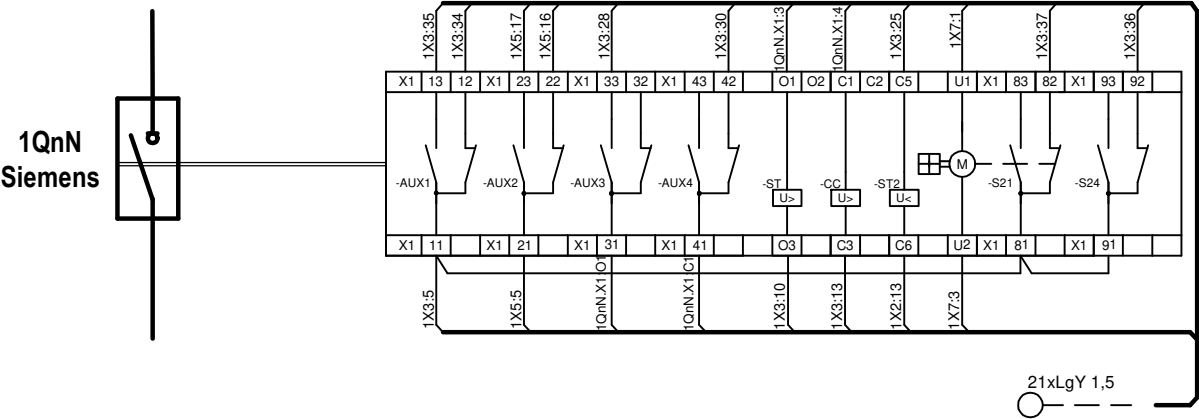 1X3:35
1X3:34
1X5:17
1X5:16
1X3:28
1X3:30
1QnN.X1:3
1QnN.X1:4
1X3:25
1X7:1
1X3:37
1X3:36
X1 13 12 X1 23 22 X1 33 32 X1 43 42 O1 O2 C1 C2 C5 U1 X1 83 82 X1 93 92
1QnN
Siemens
M
-AUX1 -AUX2 -AUX3 -AUX4 -ST -CC -ST2 -S21 -S24
U> U> U<
X1 11 X1 21 X1 31 X1 41 O3 C3 C6 U2 X1 81 X1 91
1X3:5
1X5:5
1QnN.X1:O1
1QnN.X1:C1
1X3:10
1X3:13
1X2:13
1X7:3
21xLgY 1,5